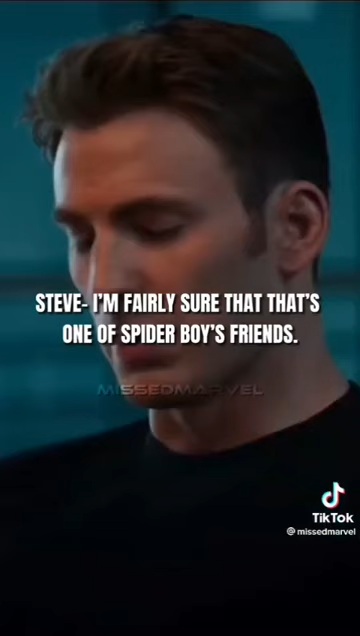 STEVE- I'M FAIRLY SURE THAT THAT'S
ONE OF SPIDER BOY'S FRIENDS.
MISSEDMARVEL
TikTok
@missedmarvel